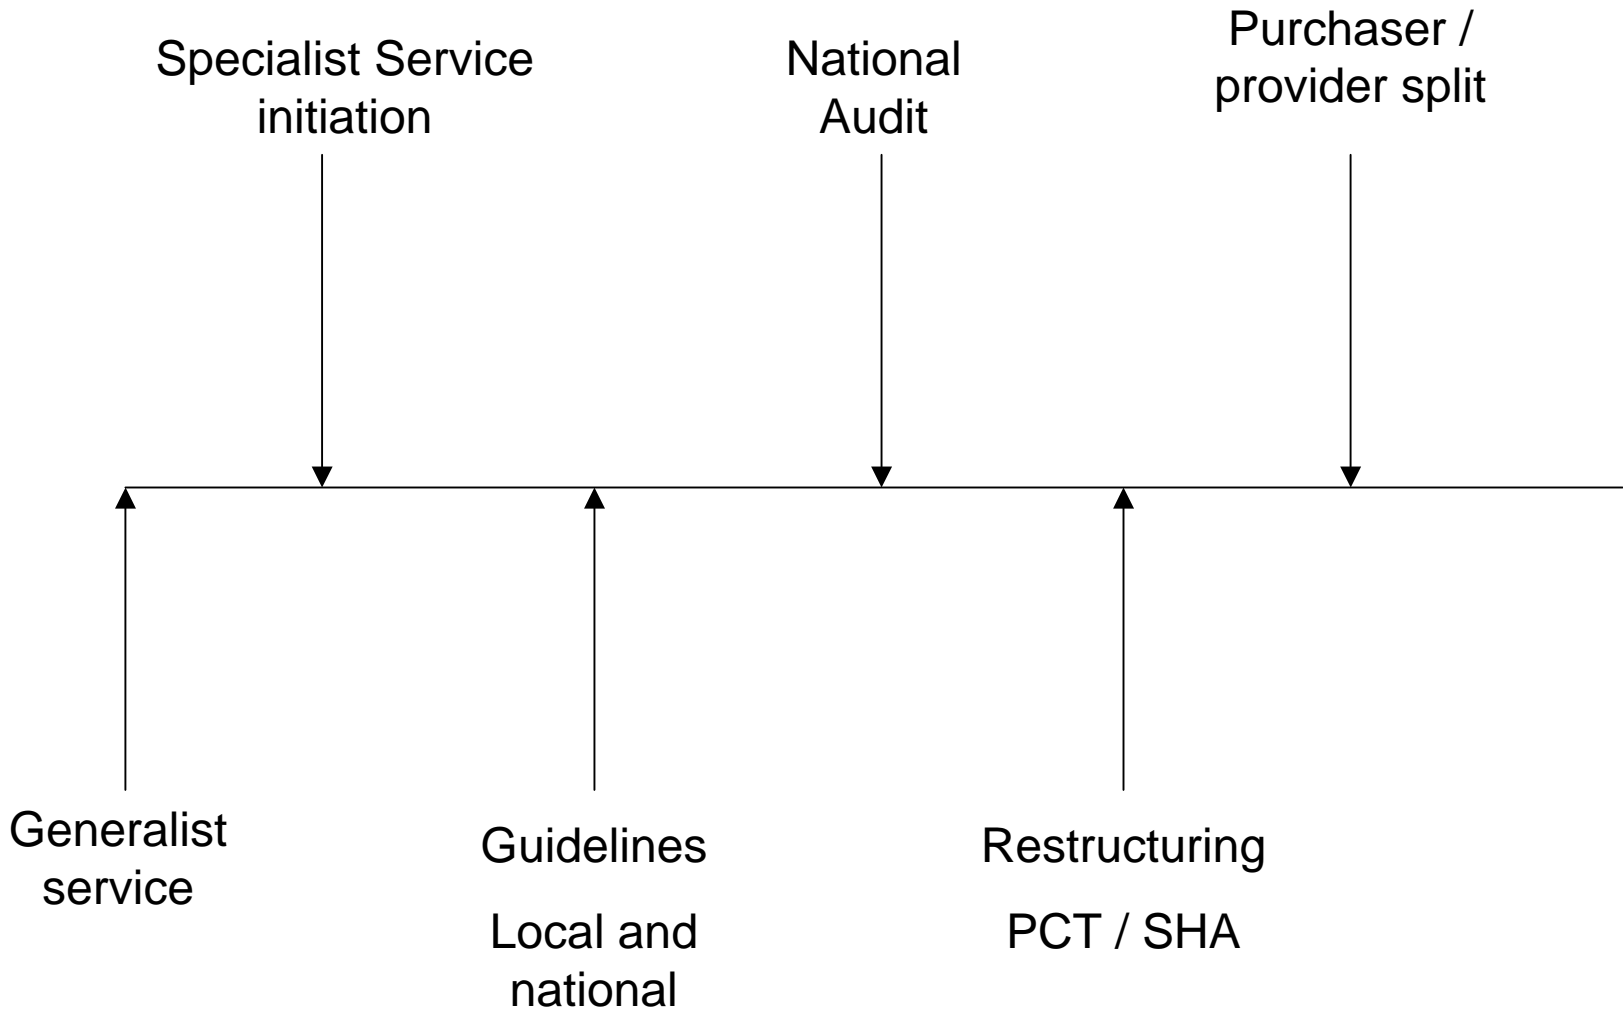 Specialist Service
initiation
National
Audit
Purchaser /
provider split
Generalist
service
Guidelines
Local and
national
Restructuring
PCT / SHA